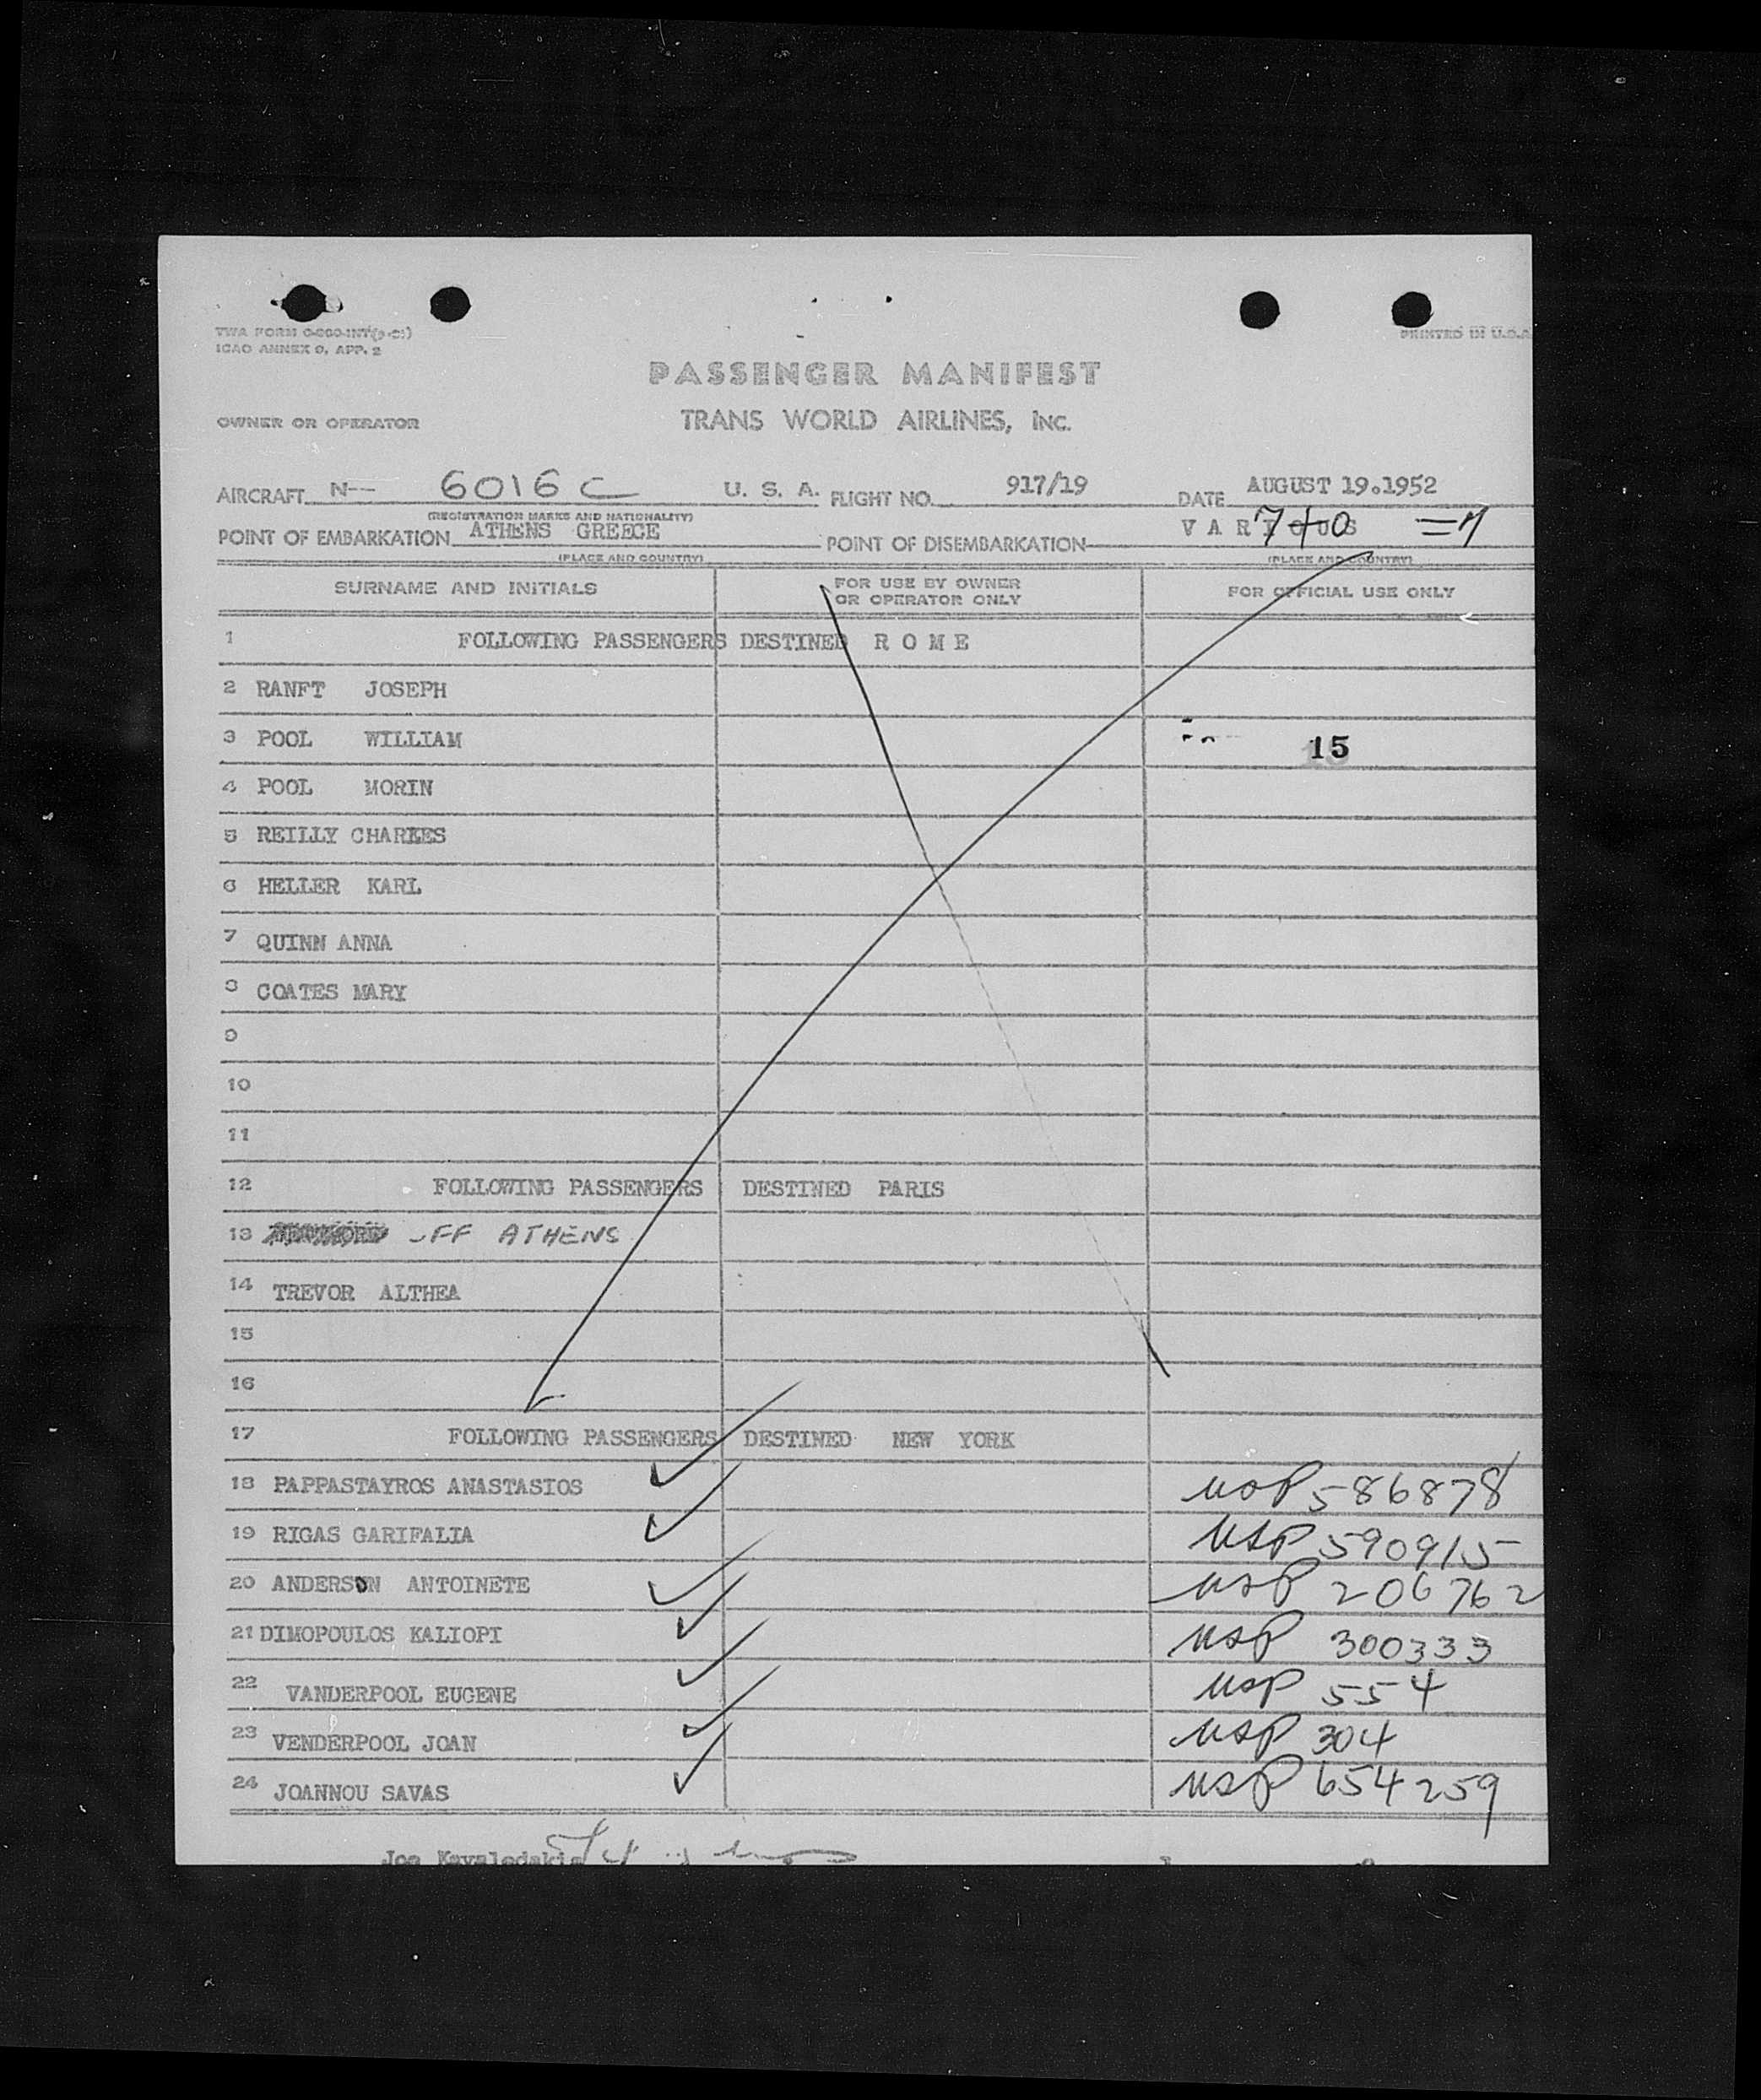 TWA FORM
ICAO ANNEX 9, APP. 2
PRINTED IN U.S.A
PASSENGER MANIFEST
OWNER OR OPERATOR TRANS WORLD AIRLINES, INC.
AIRCRAFT N-- 6016 C U. S. A. FLIGHT NO. 917/19 DATE AUGUST 19.1952
(REGISTRATION MARKS AND NATIONALITY)
POINT OF EMBARKATION ATHENS GREECE POINT OF DISEMBARKATION VARIOUS 7+0 =7
(PLACE AND COUNTRY) (PLACE AND COUNTRY)
SURNAME AND INITIALS FOR USE BY OWNER OR OPERATOR ONLY FOR OFFICIAL USE ONLY
1 FOLLOWING PASSENGERS DESTINED R O M E
2 RANFT JOSEPH
3 POOL WILLIAM 15
4 POOL MORIN
5 REILLY CHARLES
6 HELLER KARL
7 QUINN ANNA
8 COATES MARY
9
10
11
12 FOLLOWING PASSENGERS DESTINED PARIS
13 OFF ATHENS
14 TREVOR ALTHEA
15
16
17 FOLLOWING PASSENGERS DESTINED NEW YORK
18 PAPPASTAYROS ANASTASIOS USP 586878
19 RIGAS GARIFALIA USP 590915
20 ANDERSON ANTOINETE USP 206762
21 DIMOPOULOS KALIOPI USP 300333
22 VANDERPOOL EUGENE USP 554
23 VENDERPOOL JOAN USP 304
24 JOANNOU SAVAS USP 654259
Joe